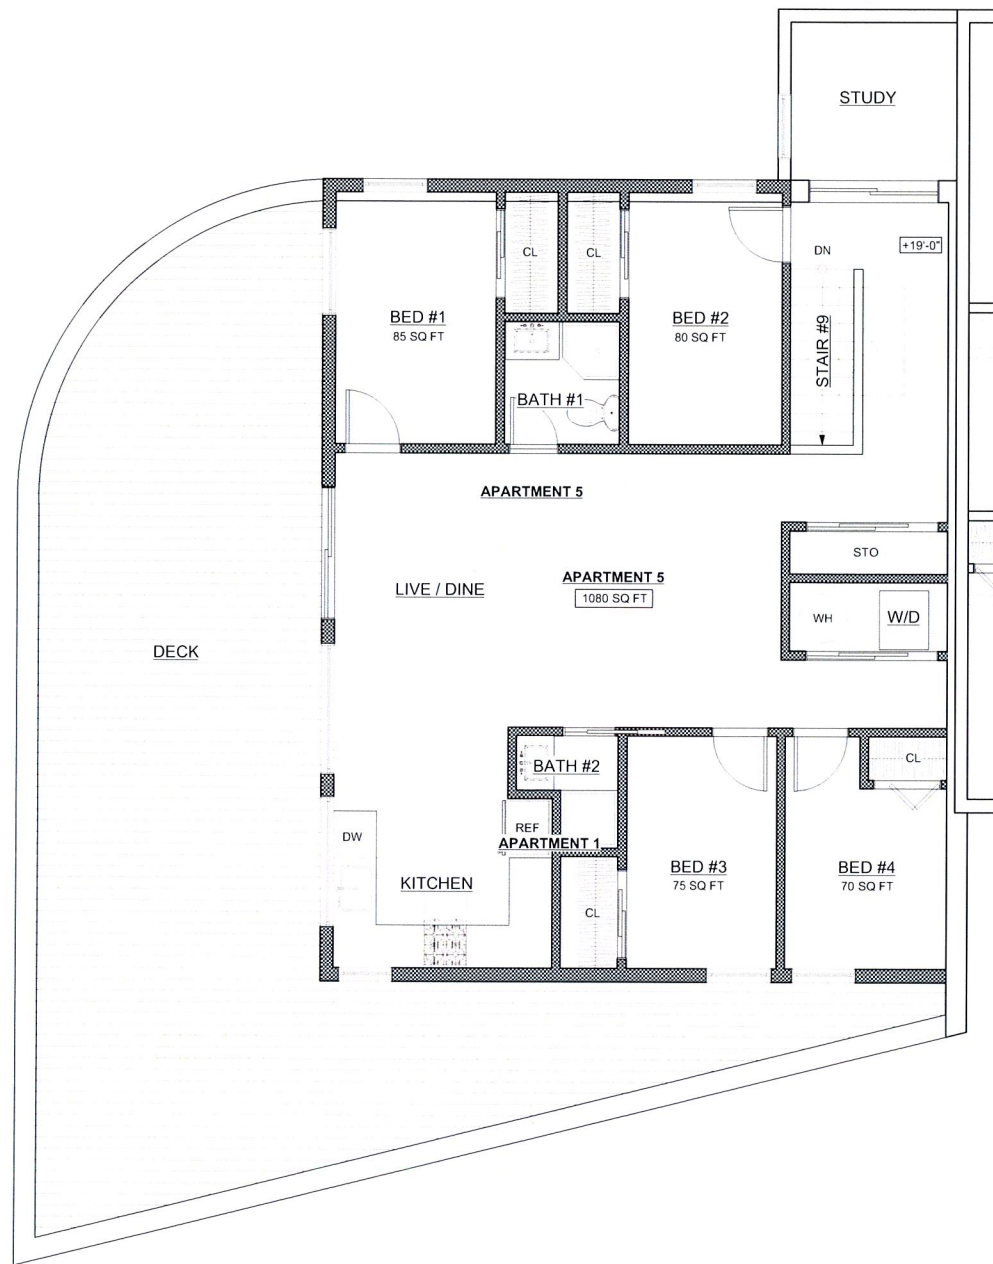 STUDY
DN
+19'-0"
CL
CL
BED #1
85 SQ FT
BED #2
80 SQ FT
STAIR #9
BATH #1
APARTMENT 5
STO
APARTMENT 5
1080 SQ FT
LIVE / DINE
WH
W/D
DECK
BATH #2
CL
REF
DW
APARTMENT 1
BED #3
75 SQ FT
BED #4
70 SQ FT
KITCHEN
CL